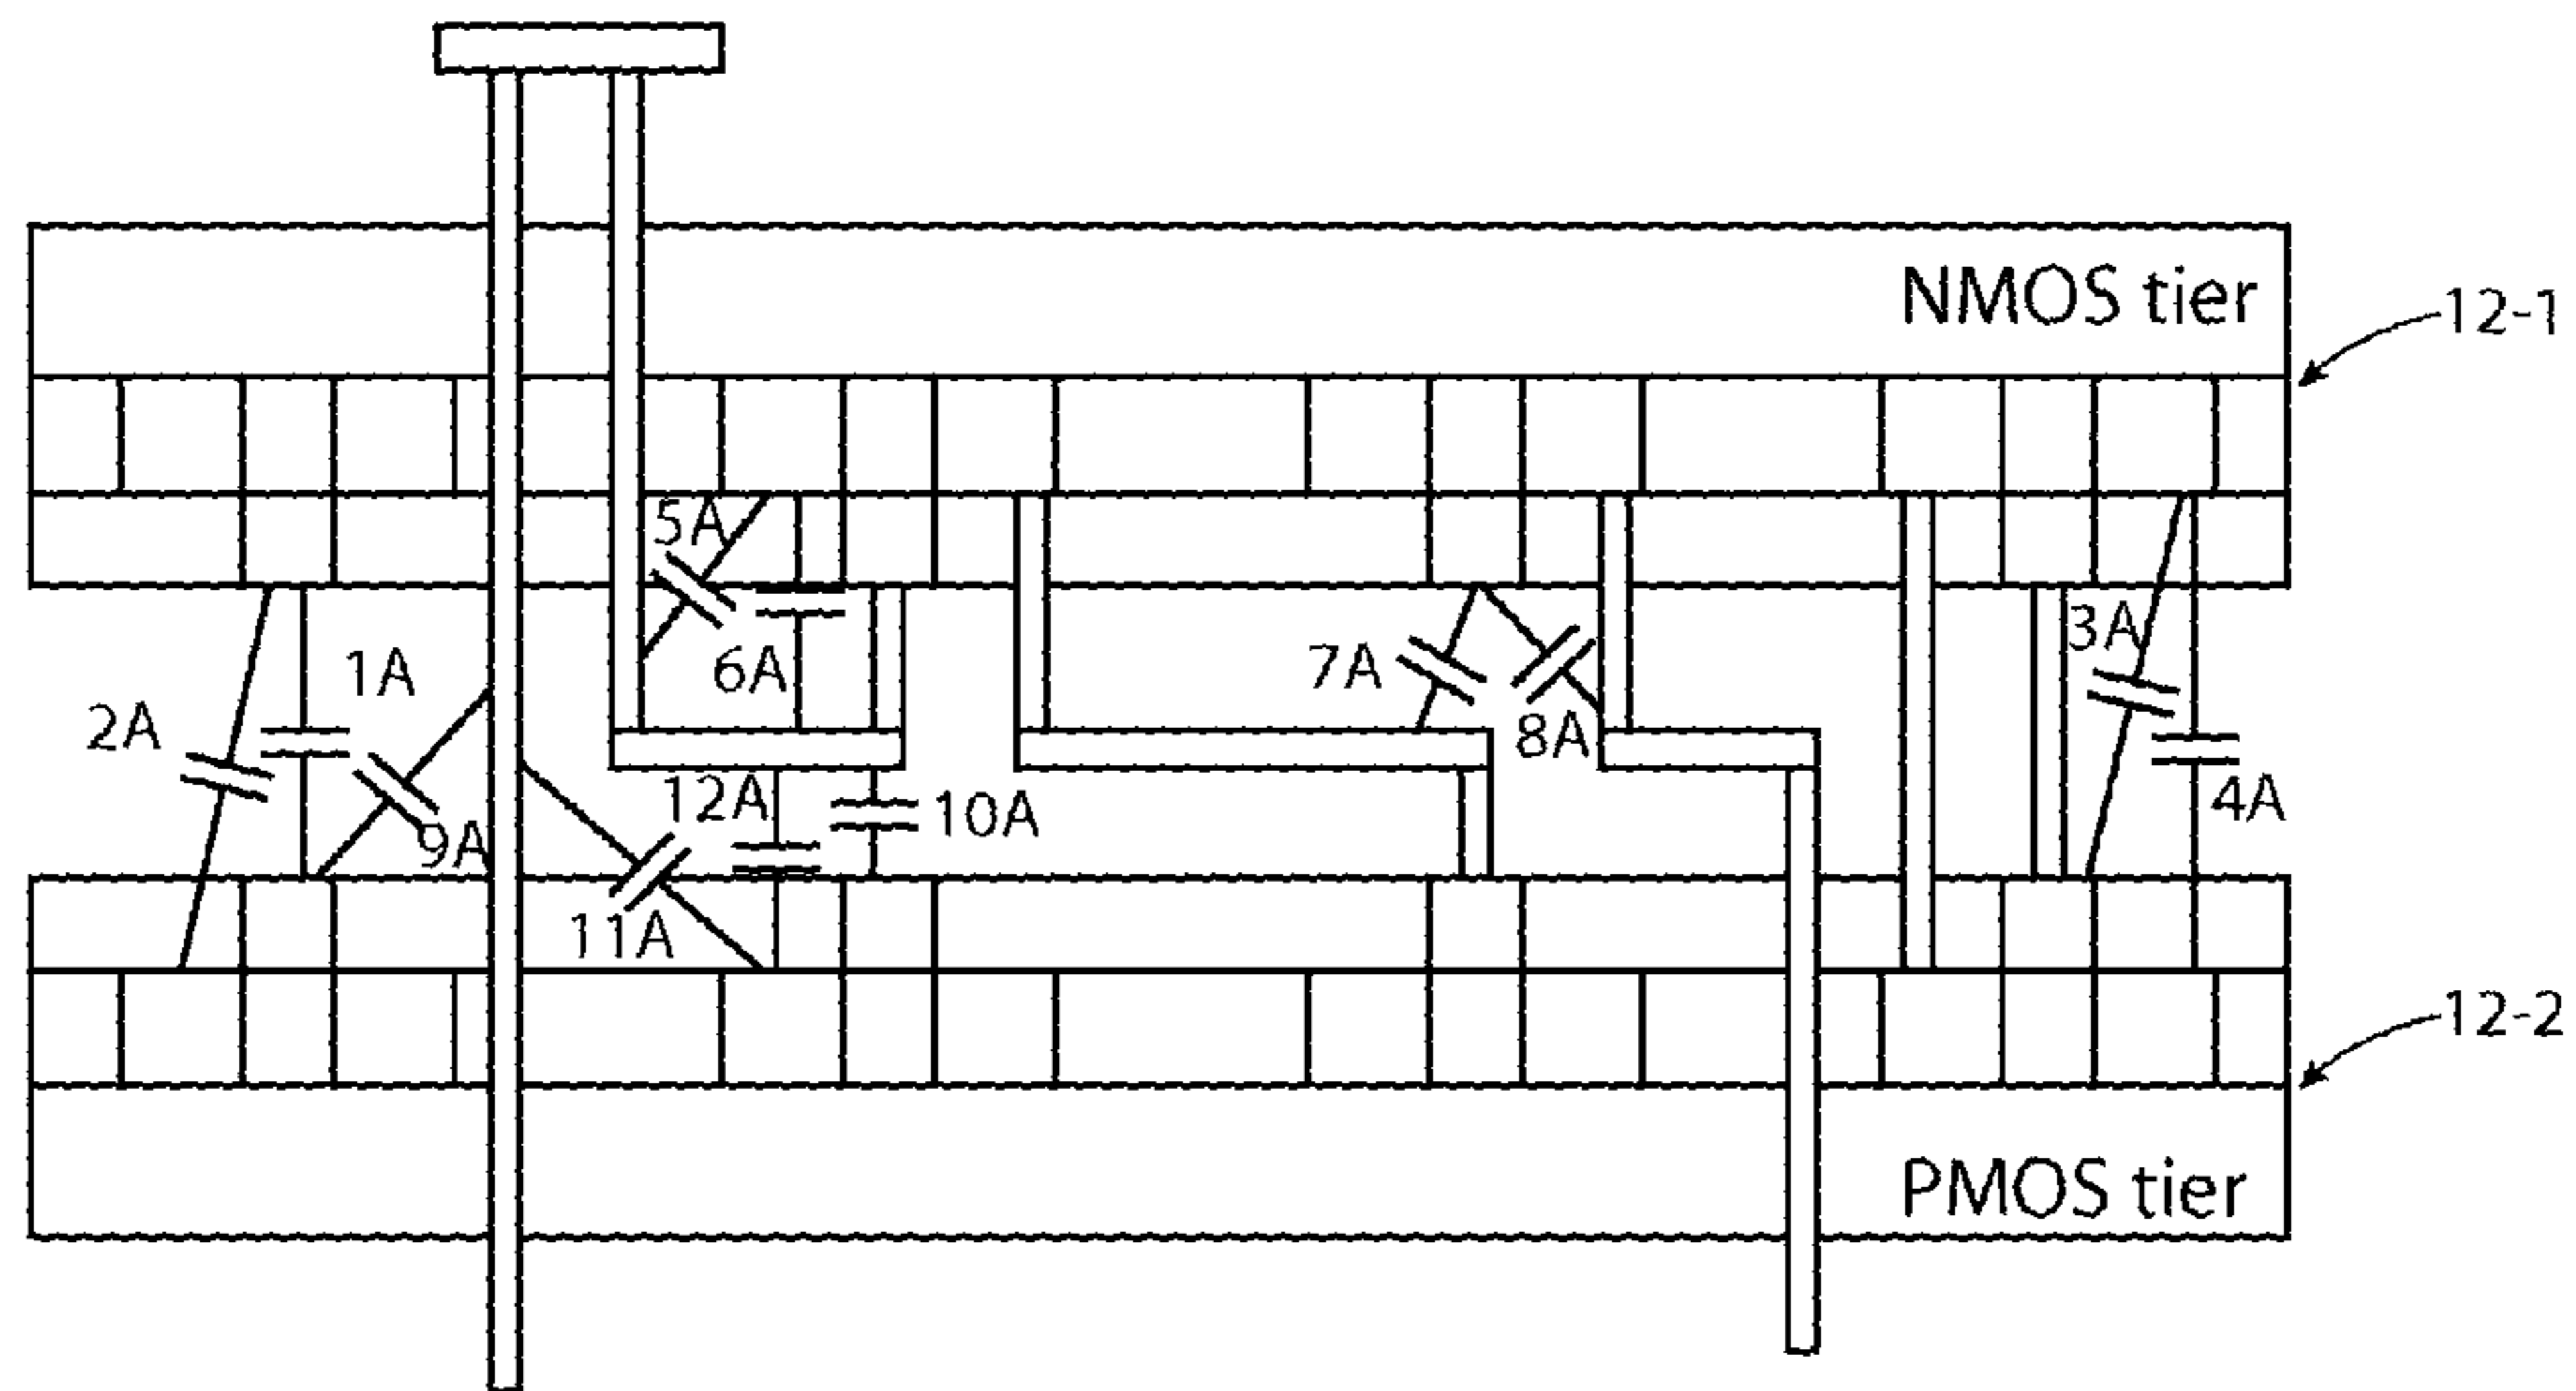 NMOS tier
12-1
5A
6A
1A
2A
7A
8A
3A
4A
12A
10A
9A
11A
12-2
PMOS tier